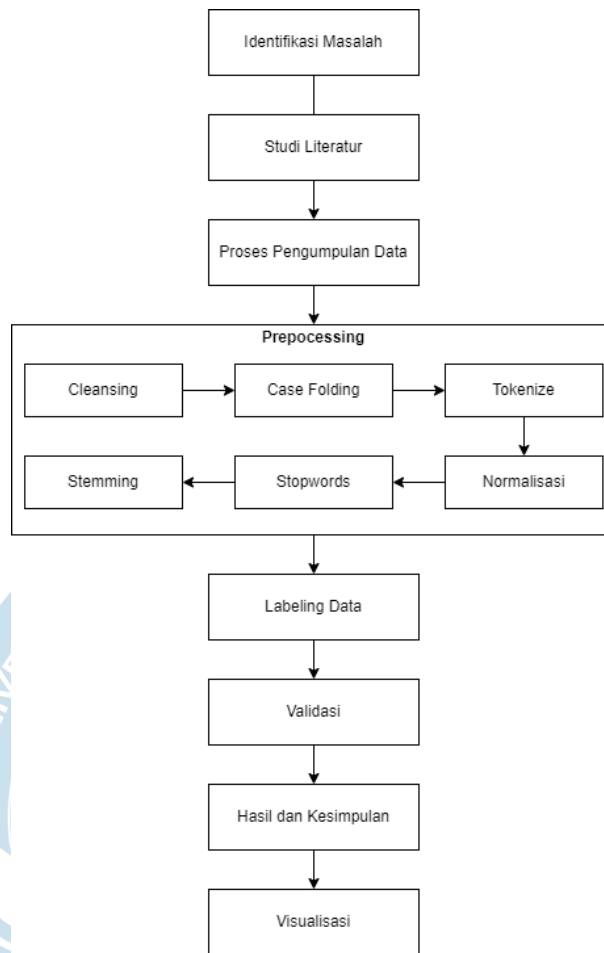 Identifikasi Masalah
Studi Literatur
Proses Pengumpulan Data
Prepocessing
Cleansing
Case Folding
Tokenize
Stemming
Stopwords
Normalisasi
Labeling Data
Validasi
Hasil dan Kesimpulan
Visualisasi